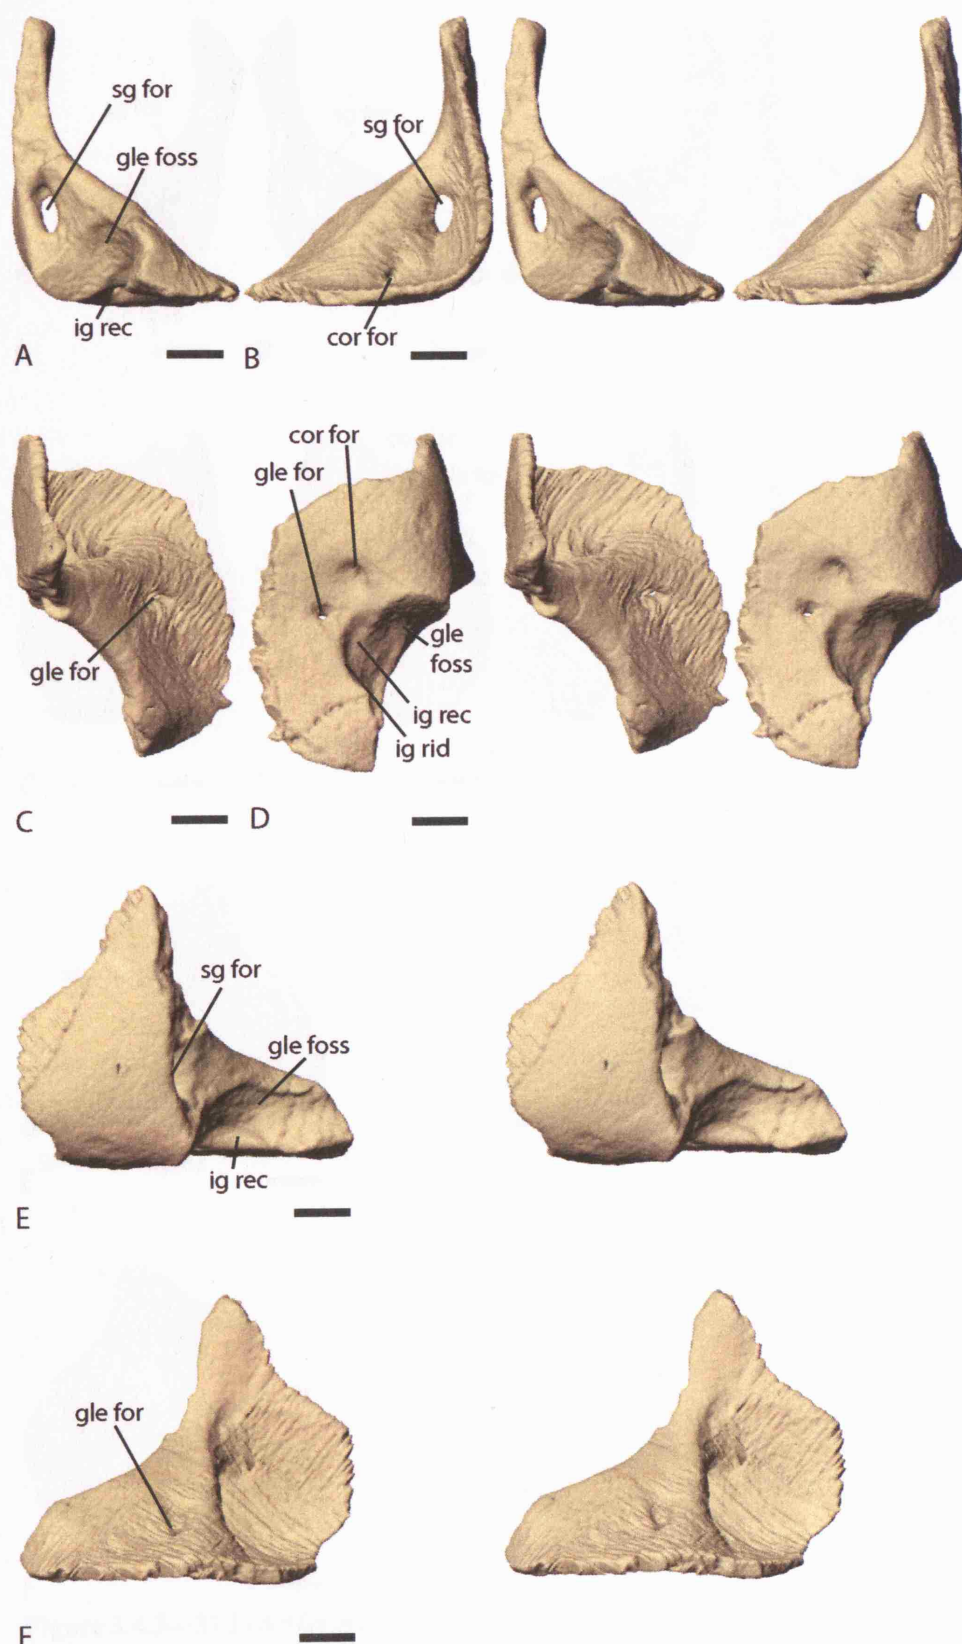 sg for
gle foss
ig rec
A
sg for
cor for
B
cor for
gle for
gle for
C
gle
foss
ig rec
ig rid
D
sg for
gle foss
ig rec
E
gle for
F